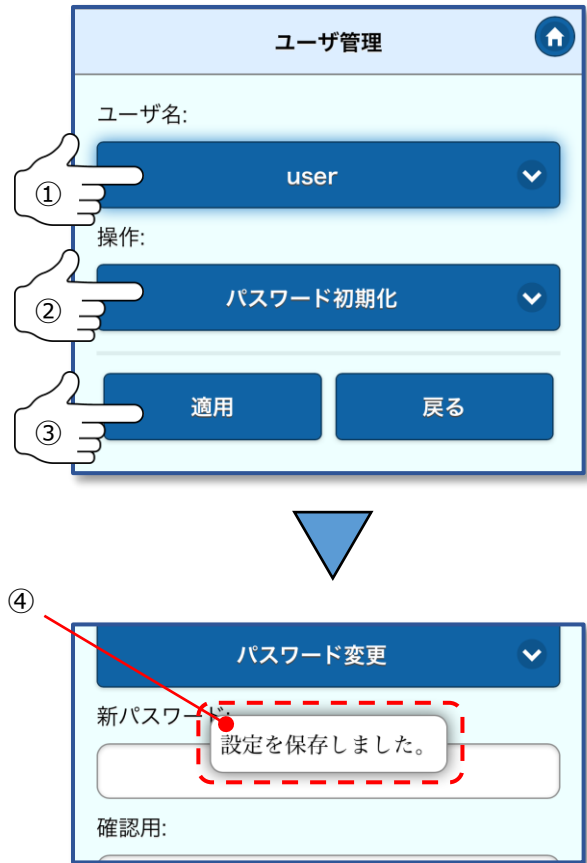 ユーザ管理
ユーザ名:
① user
操作:
② パスワード初期化
③ 適用 戻る
④
パスワード変更
新パスワード:
設定を保存しました。
確認用: